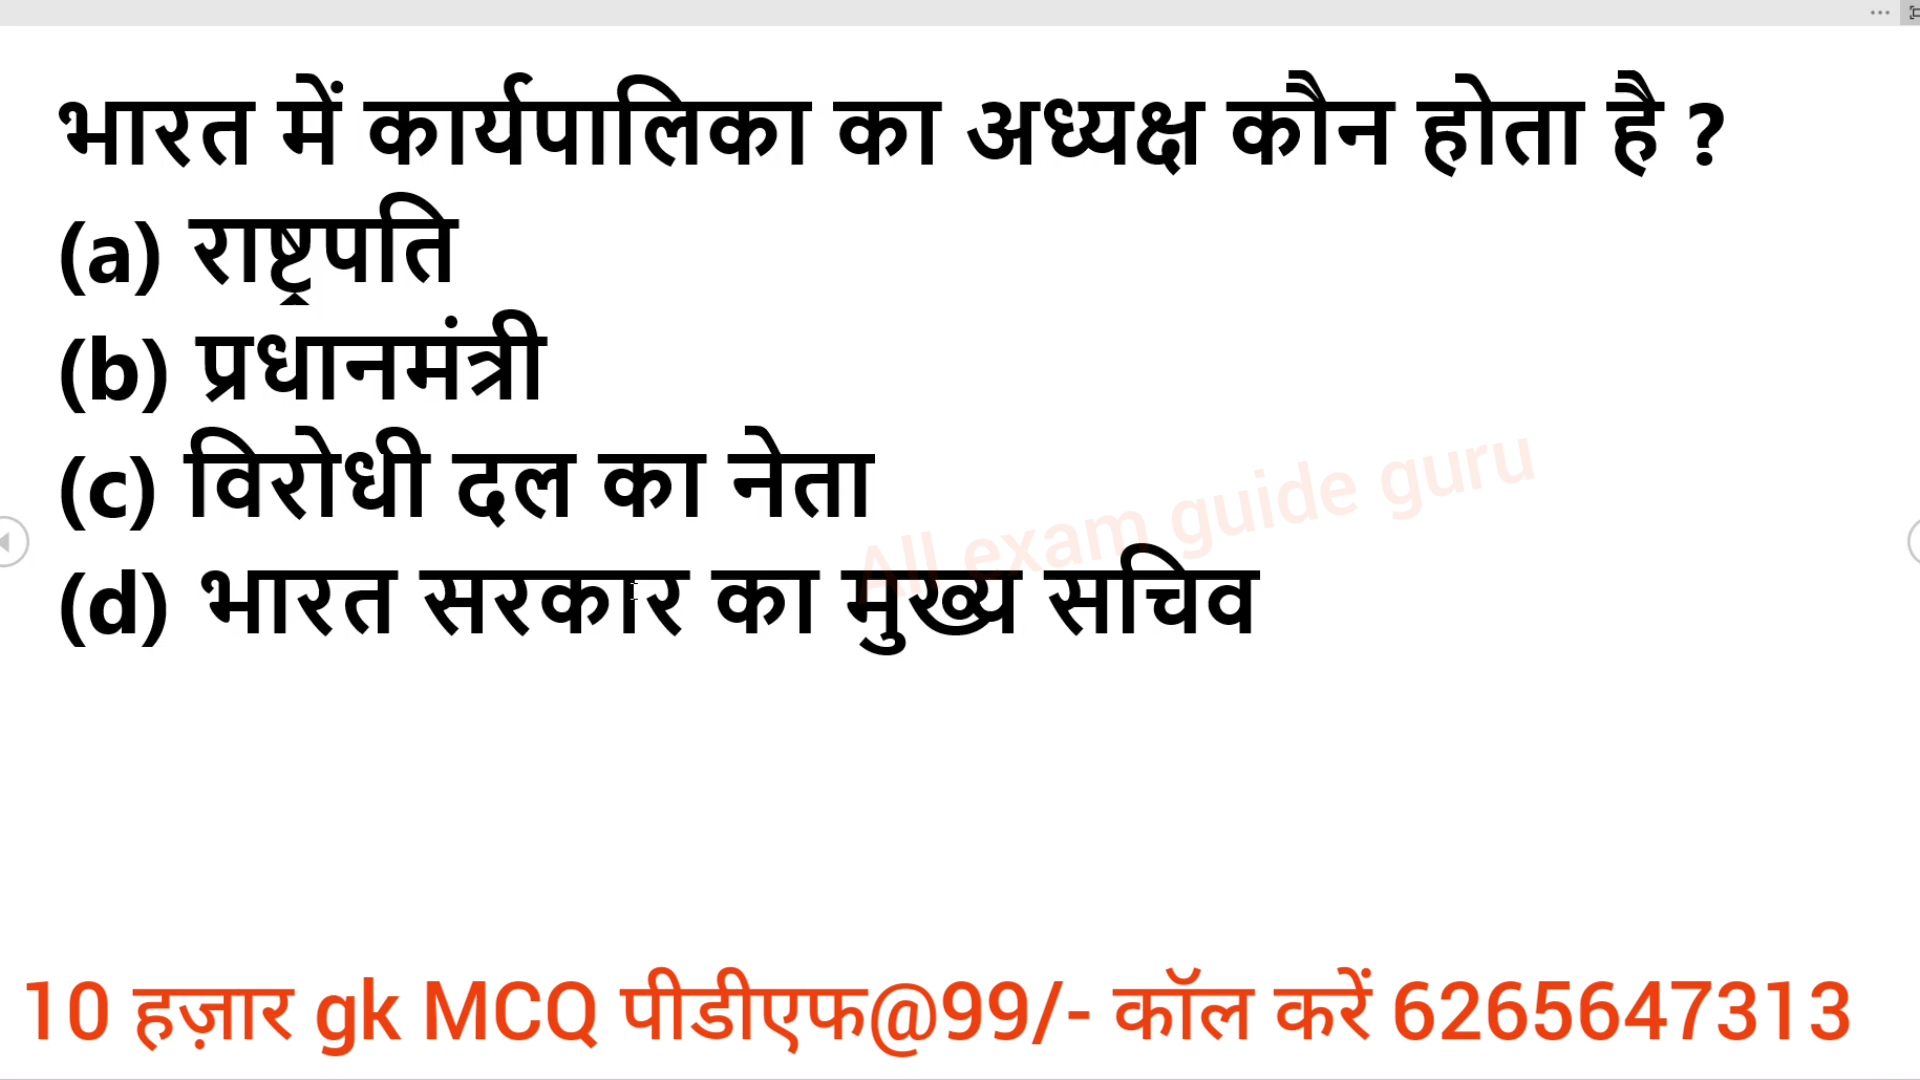 भारत में कार्यपालिका का अध्यक्ष कौन होता है ?
(a) राष्ट्रपति
(b) प्रधानमंत्री
(c) विरोधी दल का नेता
All exam guide guru
(d) भारत सरकार का मुख्य सचिव
10 हज़ार gk MCQ पीडीएफ@99/- कॉल करें 6265647313